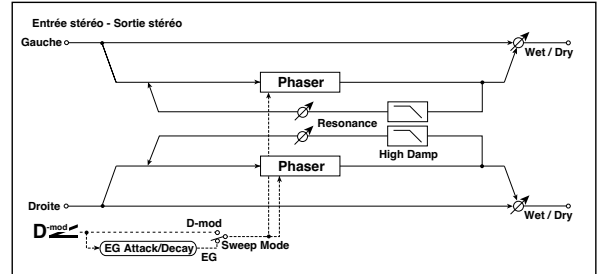 Entrée stéréo - Sortie stéréo
Gauche
Wet / Dry
Phaser
Resonance
High Damp
Phaser
Droite
Wet / Dry
D-mod
D-mod
EG Attack/Decay
Sweep Mode
EG